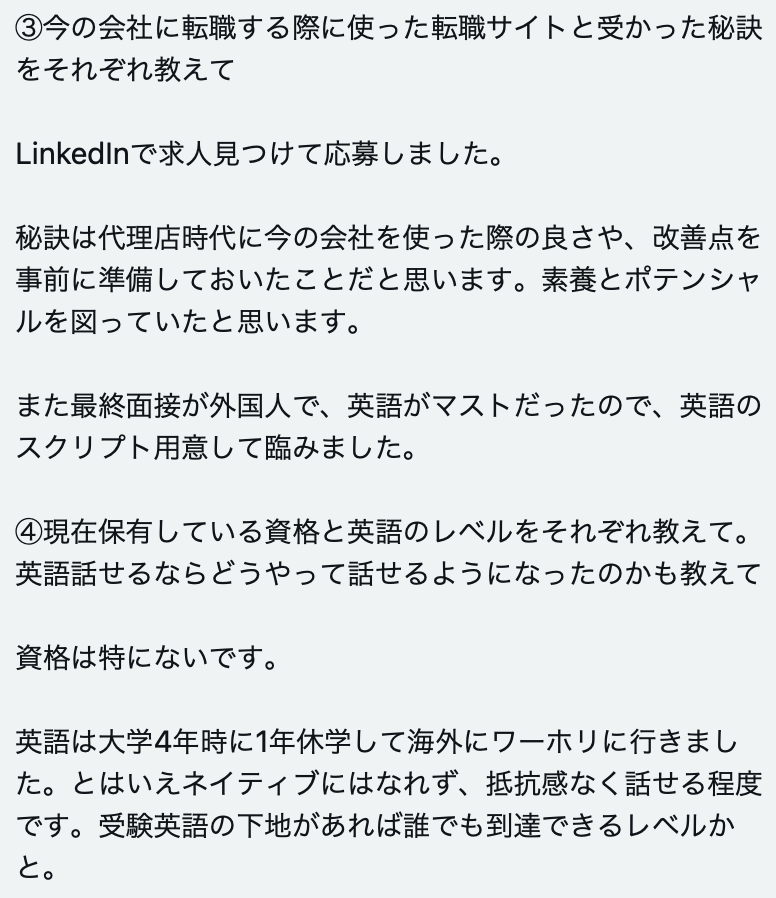 ③今の会社に転職する際に使った転職サイトと受かった秘訣
をそれぞれ教えて
LinkedInで求人見つけて応募しました。
秘訣は代理店時代に今の会社を使った際の良さや、改善点を
事前に準備しておいたことだと思います。素養とポテンシャ
ルを図っていたと思います。
また最終面接が外国人で、英語がマストだったので、英語の
スクリプト用意して臨みました。
④現在保有している資格と英語のレベルをそれぞれ教えて。
英語話せるならどうやって話せるようになったのかも教えて
資格は特にないです。
英語は大学4年時に1年休学して海外にワーホリに行きまし
た。とはいえネイティブにはなれず、抵抗感なく話せる程度
です。受験英語の下地があれば誰でも到達できるレベルか
と。